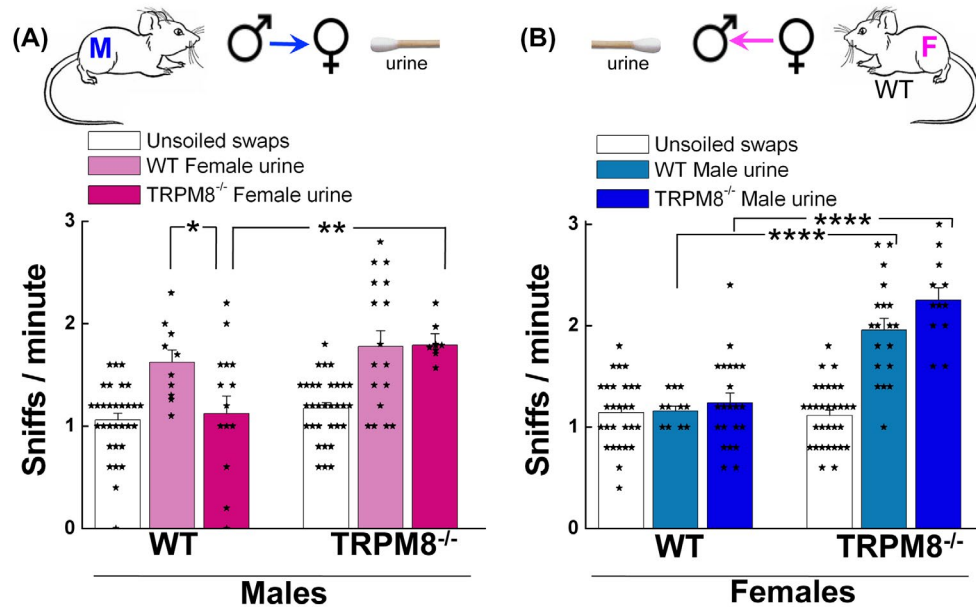 (A)
M
urine
Unsoiled swaps
WT Female urine
TRPM8-/- Female urine
Sniffs / minute
3
2
1
0
*
**
WT
TRPM8-/-
Males
(B)
urine
F
WT
Unsoiled swaps
WT Male urine
TRPM8-/- Male urine
Sniffs / minute
3
2
1
0
****
****
WT
TRPM8-/-
Females